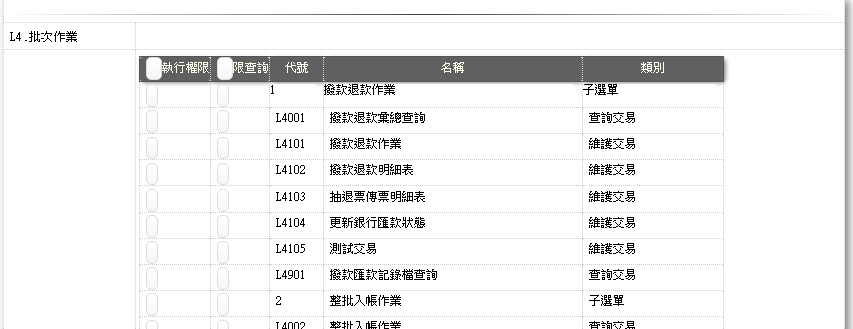 L4.批次作業
執行權限 限查詢 代號 名稱 類別
1 撥款退款作業 子選單
L4001 撥款退款彙總查詢 查詢交易
L4101 撥款退款作業 維護交易
L4102 撥款退款明細表 維護交易
L4103 抽退票傳票明細表 維護交易
L4104 更新銀行匯款狀態 維護交易
L4105 測試交易 維護交易
L4901 撥款匯款記錄檔查詢 查詢交易
2 整批入帳作業 子選單
L4002 整批入帳作業 查詢交易